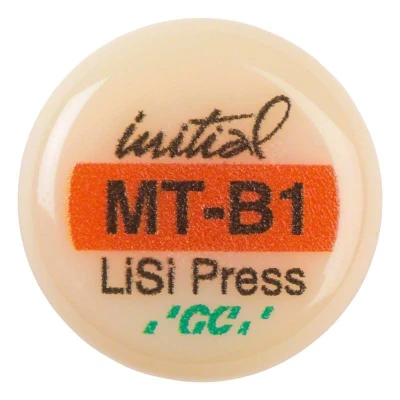 initial
MT-B1
LiSi Press
GC